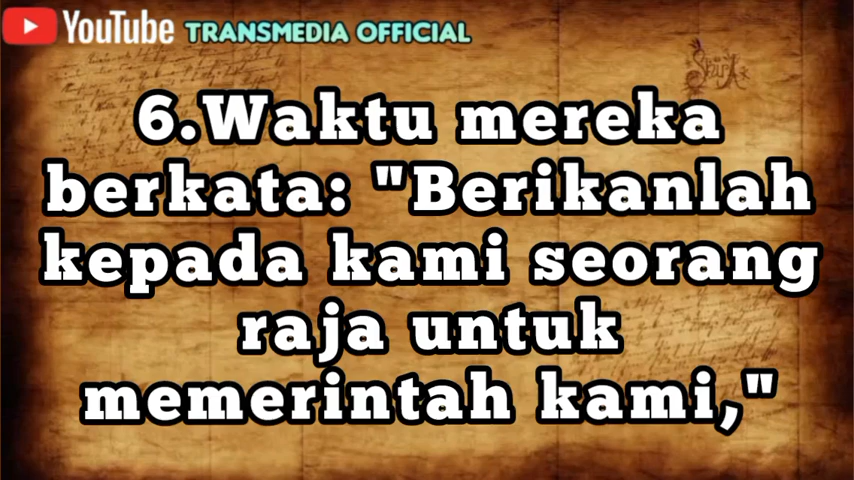 YouTube TRANSMEDIA OFFICIAL
6.Waktu mereka
berkata: "Berikanlah
kepada kami seorang
raja untuk
memerintah kami,"